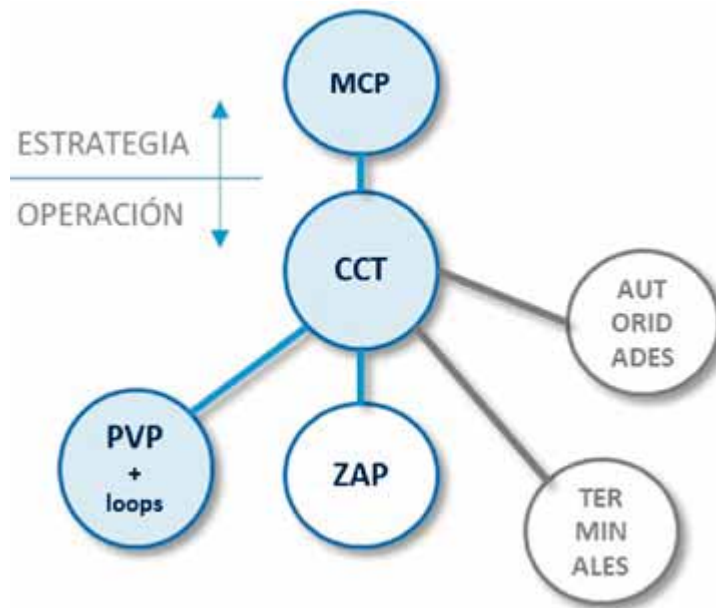 MCP
ESTRATEGIA
OPERACIÓN
CCT
AUT
ORID
ADES
PVP
+
loops
ZAP
TER
MIN
ALES